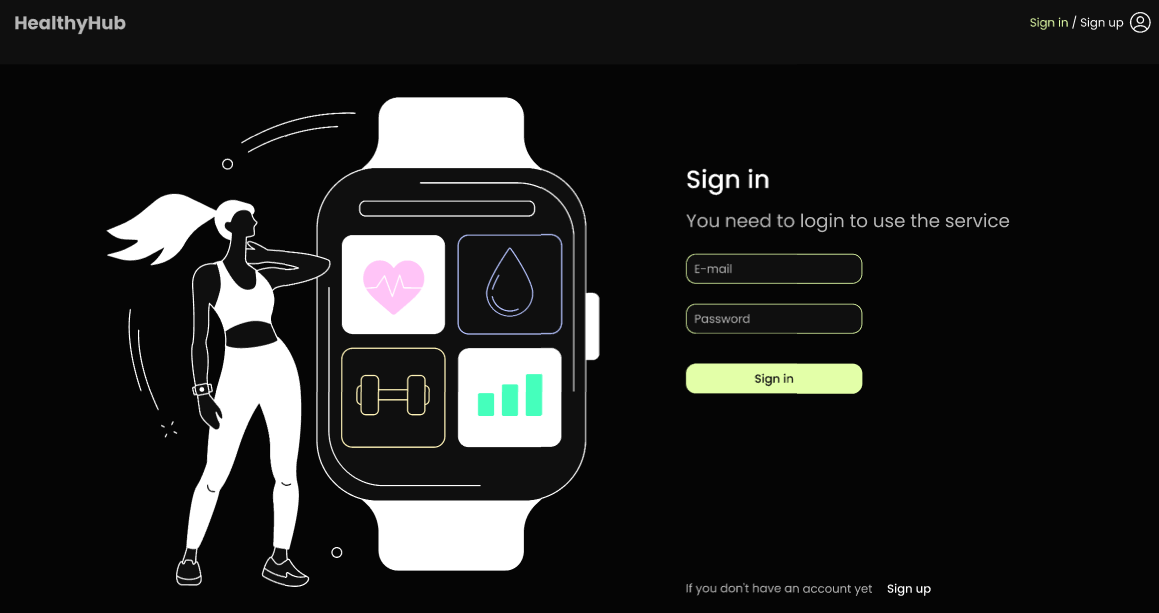 HealthyHub
Sign in / Sign up
Sign in
You need to login to use the service
E-mail
Password
Sign in
If you don't have an account yet Sign up